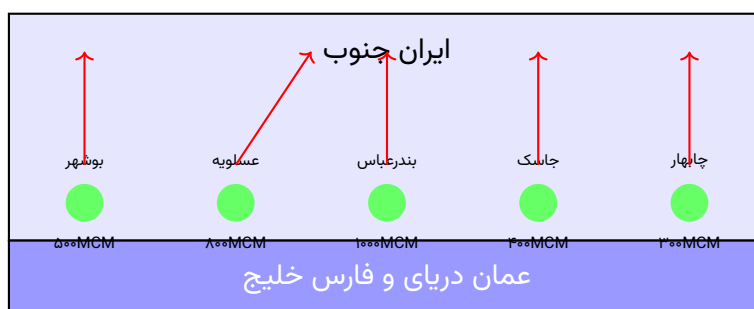 ایران جنوب
چابهار
جاسک
بندرعباس
عسلویه
بوشهر
۳۰۰MCM
۴۰۰MCM
۱۰۰۰MCM
۸۰۰MCM
۵۰۰MCM
عمان دریای و فارس خلیج